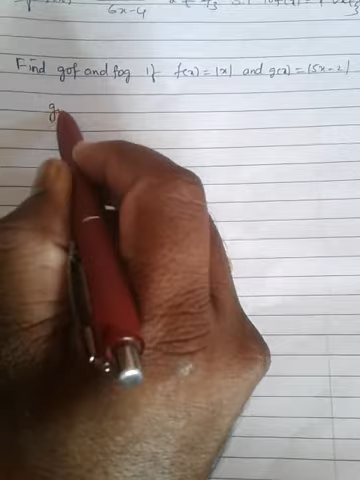 6x-4
Find gof and fog if f(x) = |x| and g(x) = |5x-2|
g